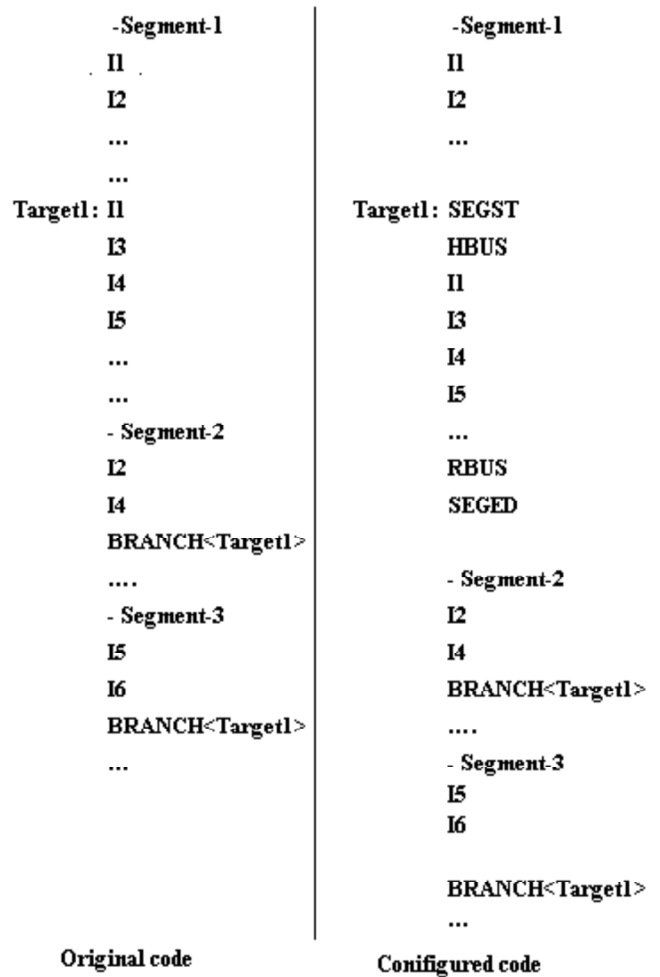 -Segment-1
I1
I2
...
...
Target1: I1
I3
I4
I5
...
...
- Segment-2
I2
I4
BRANCH<Target1>
....
- Segment-3
I5
I6
BRANCH<Target1>
...
Original code
-Segment-1
I1
I2
...
Target1: SEGST
HBUS
I1
I3
I4
I5
...
RBUS
SEGED
- Segment-2
I2
I4
BRANCH<Target1>
....
- Segment-3
I5
I6
BRANCH<Target1>
...
Conifigured code